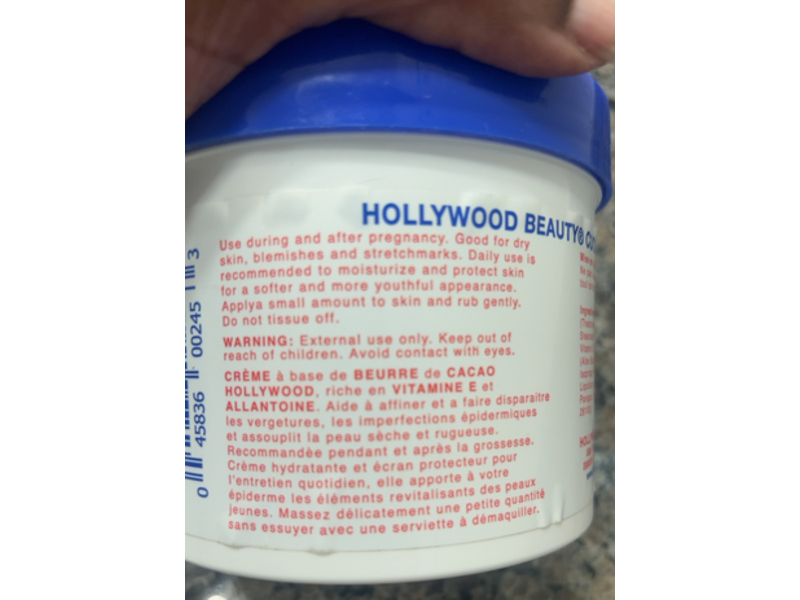 HOLLYWOOD BEAUTY®
Use during and after pregnancy. Good for dry
skin, blemishes and stretchmarks. Daily use is
recommended to moisturize and protect skin
for a softer and more youthful appearance.
Applya small amount to skin and rub gently.
Do not tissue off.
WARNING: External use only. Keep out of
reach of children. Avoid contact with eyes.
CRÈME à base de BEURRE de CACAO
HOLLYWOOD, riche en VITAMINE E et
ALLANTOINE. Aide à affiner et a faire disparaitre
les vergetures, les imperfections épidermiques
et assouplit la peau sèche et rugueuse.
Recommandée pendant et après la grossesse.
Crème hydratante et écran protecteur pour
l'entretien quotidien, elle apporte à votre
épiderme les éléments revitalisants des peaux
jeunes. Massez délicatement une petite quantité
sans essuyer avec une serviette à démaquiller.
0 45836 00245 3